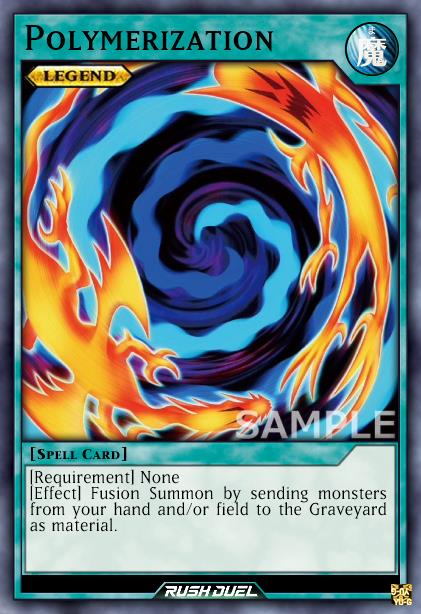 POLYMERIZATION
ま
魔
LEGEND
SAMPLE
[SPELL CARD]
[Requirement] None
[Effect] Fusion Summon by sending monsters
from your hand and/or field to the Graveyard
as material.
RUSH DUEL